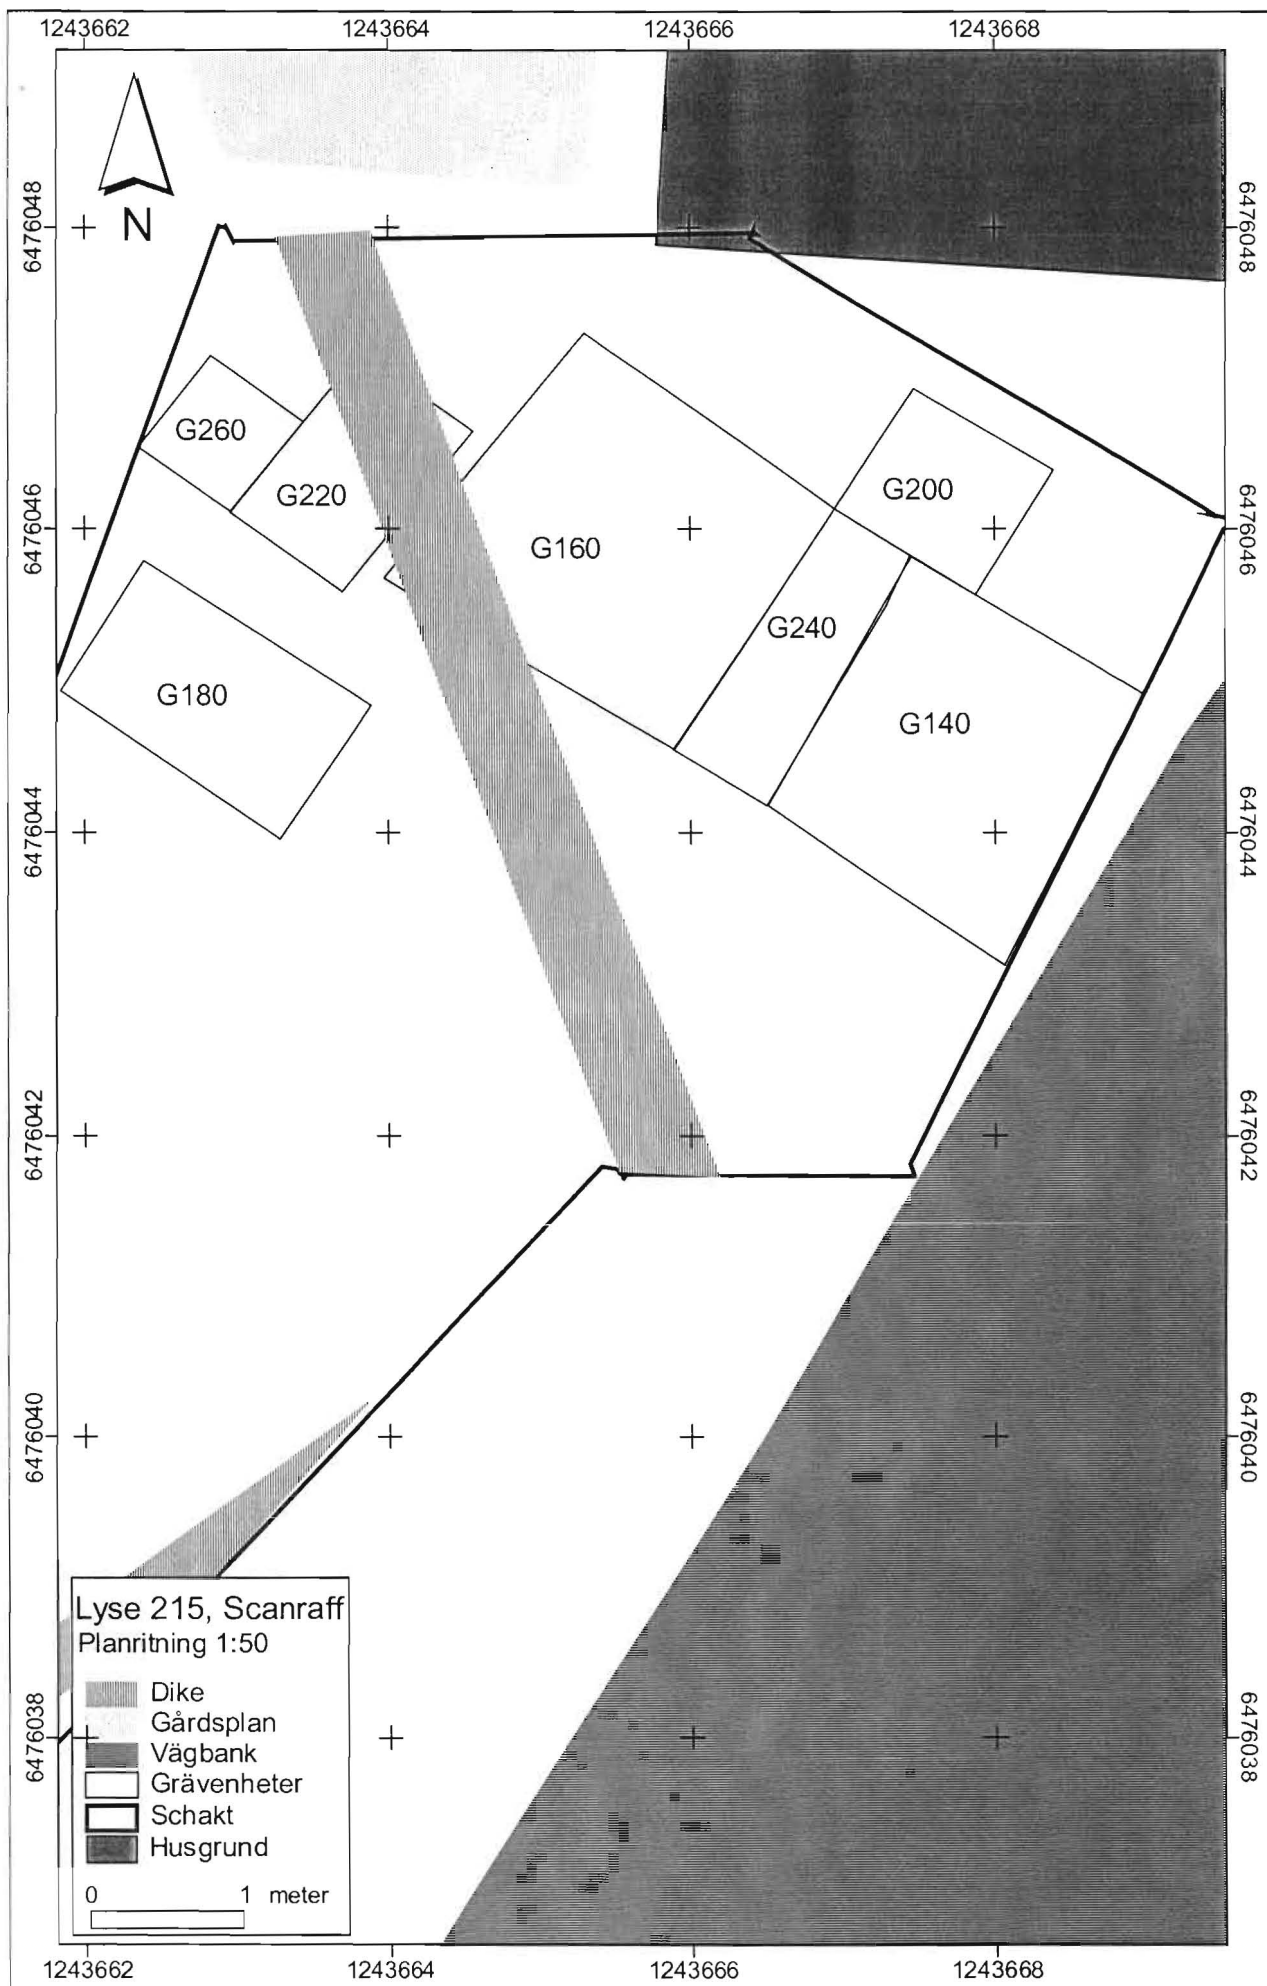 1243662 1243664 1243666 1243668
N
6476048 6476048
G260
G200
G220
6476046 6476046
G160
G240
G180
G140
6476044 6476044
6476042 6476042
6476040 6476040
Lyse 215, Scanraff
Planritning 1:50
Dike
Gårdsplan
6476038 6476038
Vägbank
Grävenheter
Schakt
Husgrund
0 1 meter
1243662 1243664 1243666 1243668